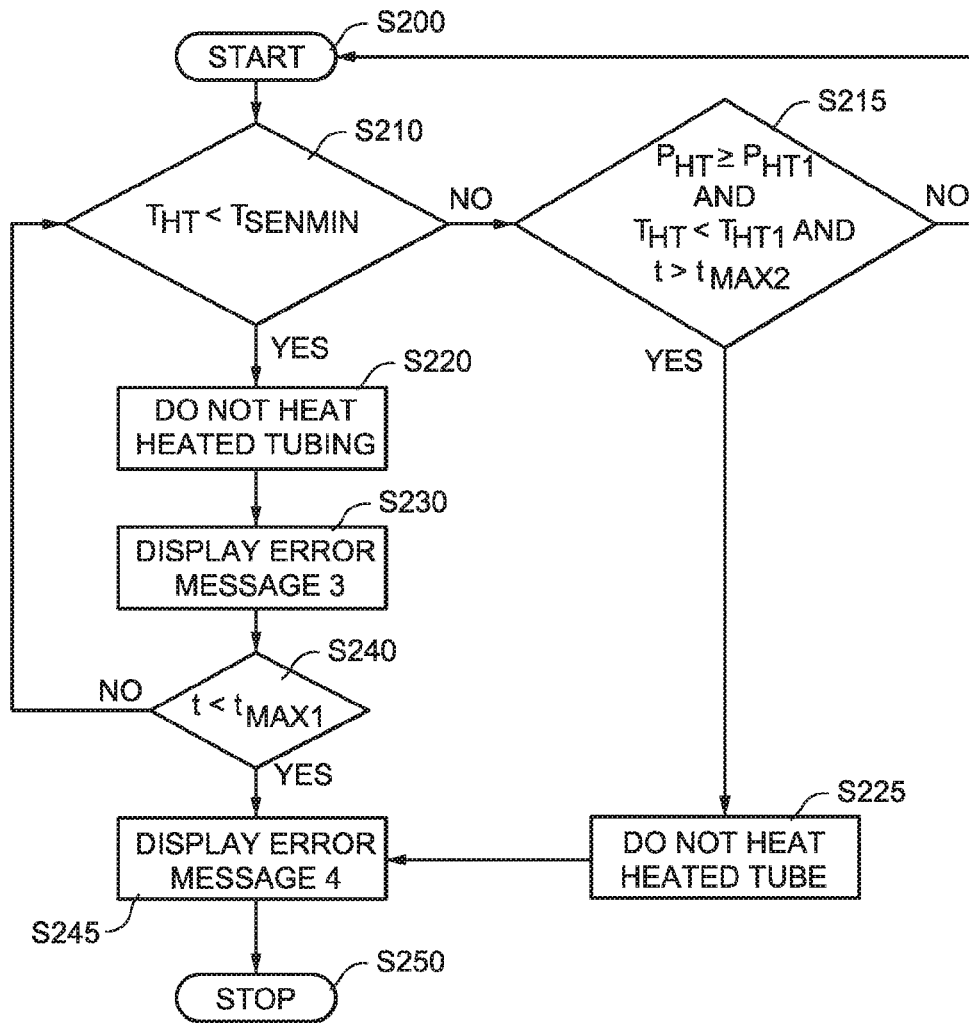 S200
START
S210
T_HT < T_SENMIN
NO
YES
S215
P_HT ≥ P_HT1
AND
T_HT < T_HT1 AND
t > t_MAX2
NO
YES
S220
DO NOT HEAT
HEATED TUBING
S230
DISPLAY ERROR
MESSAGE 3
S240
t < t_MAX1
NO
YES
S225
DO NOT HEAT
HEATED TUBE
DISPLAY ERROR
MESSAGE 4
S245
S250
STOP